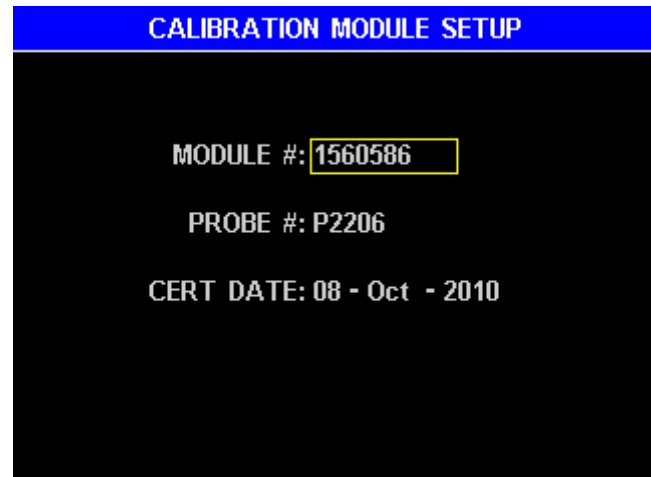 CALIBRATION MODULE SETUP
MODULE #: 1560586
PROBE #: P2206
CERT DATE: 08 - Oct - 2010